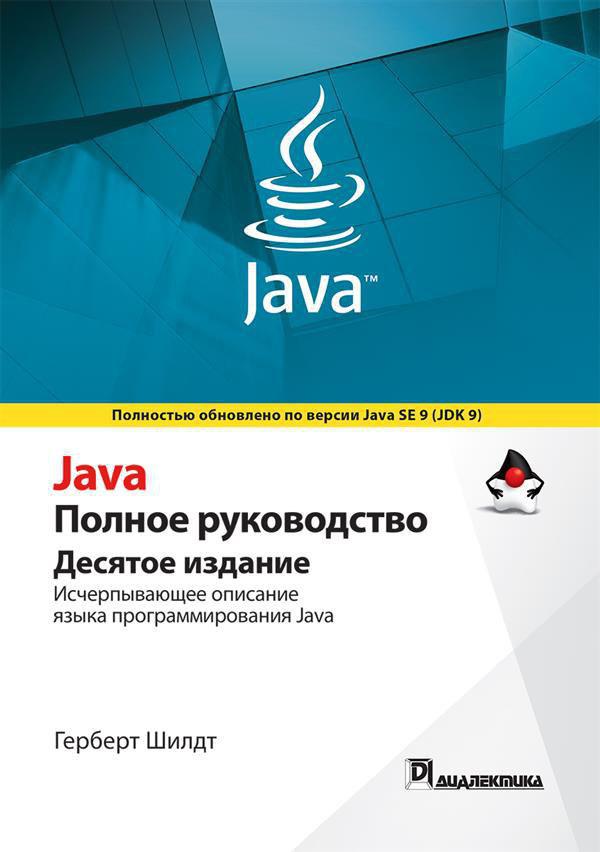 Java™
Полностью обновлено по версии Java SE 9 (JDK 9)
Java
Полное руководство
Десятое издание
Исчерпывающее описание
языка программирования Java
Герберт Шилдт
ДИАЛЕКТИКА